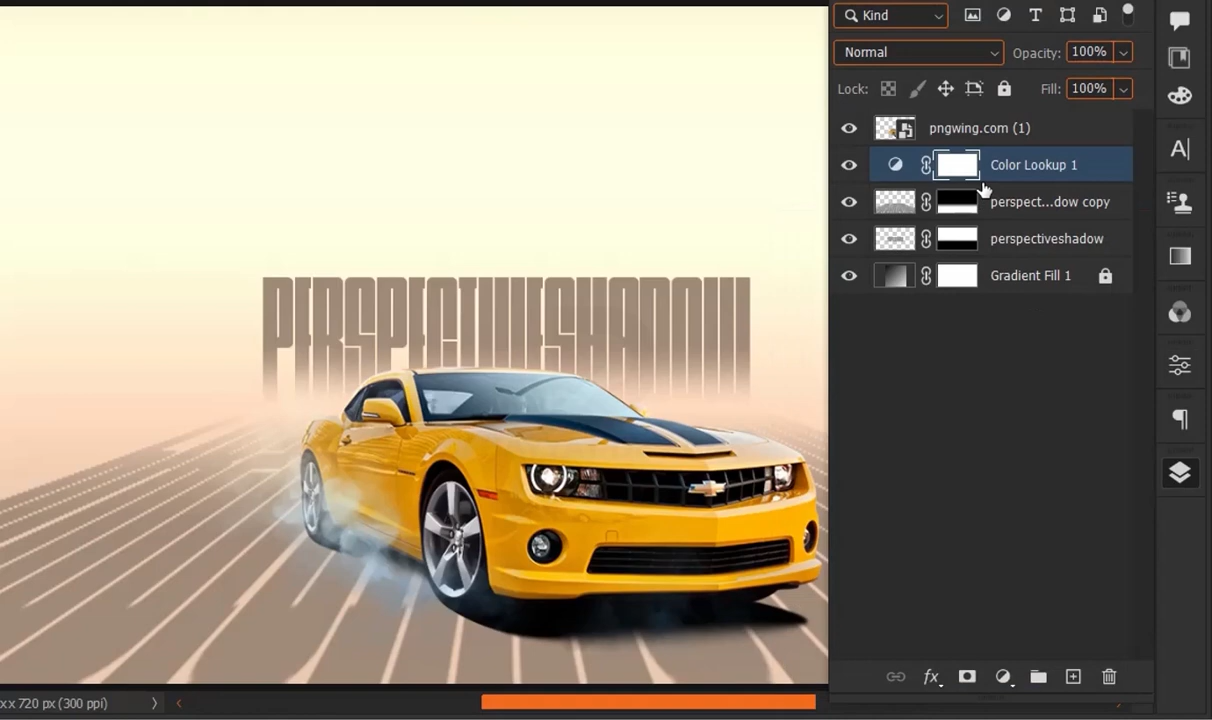 Kind
T
Normal
Opacity: 100%
Lock:
Fill: 100%
pngwing.com (1)
Color Lookup 1
perspect...dow copy
perspectiveshadow
Gradient Fill 1
PERSPECTIVESHADOW
fx
x 720 px (300 ppi)
A|